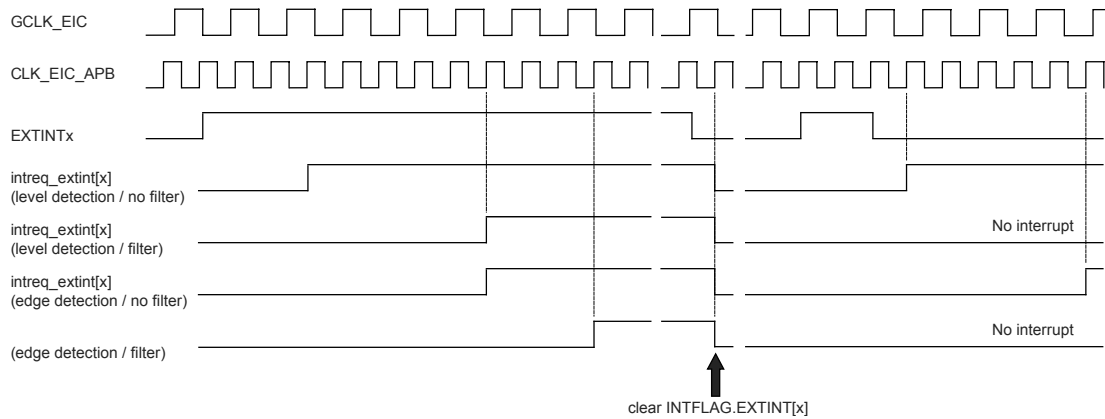 GCLK_EIC
CLK_EIC_APB
EXTINTx
intreq_extint[x]
(level detection / no filter)
intreq_extint[x]
(level detection / filter)
No interrupt
intreq_extint[x]
(edge detection / no filter)
(edge detection / filter)
No interrupt
clear INTFLAG.EXTINT[x]